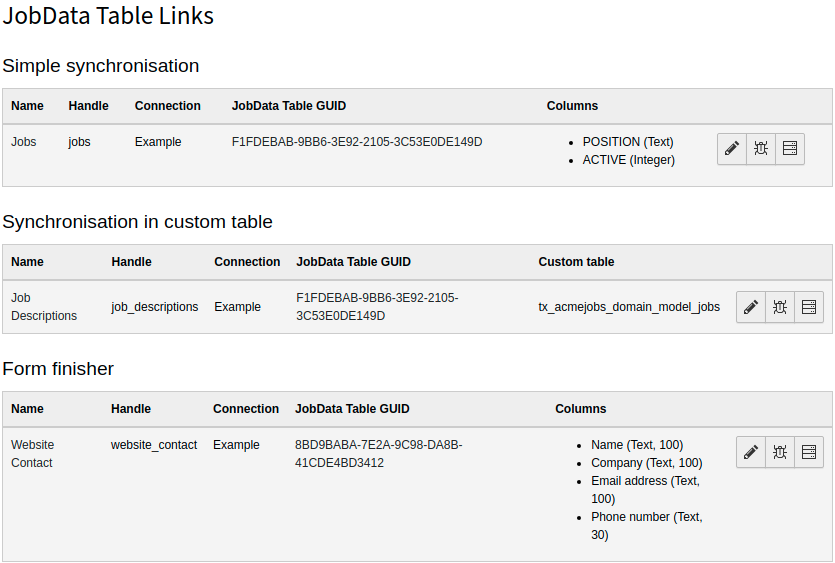 JobData Table Links
Simple synchronisation
Name Handle Connection JobData Table GUID Columns
Jobs jobs Example F1FDEBAB-9BB6-3E92-2105-3C53E0DE149D
• POSITION (Text)
• ACTIVE (Integer)
Synchronisation in custom table
Name Handle Connection JobData Table GUID Custom table
Job
Descriptions
job_descriptions Example
F1FDEBAB-9BB6-3E92-2105-
3C53E0DE149D
tx_acmejobs_domain_model_jobs
Form finisher
Name Handle Connection JobData Table GUID Columns
Website
Contact
website_contact Example
8BD9BABA-7E2A-9C98-DA8B-
41CDE4BD3412
• Name (Text, 100)
• Company (Text, 100)
• Email address (Text,
100)
• Phone number (Text,
30)